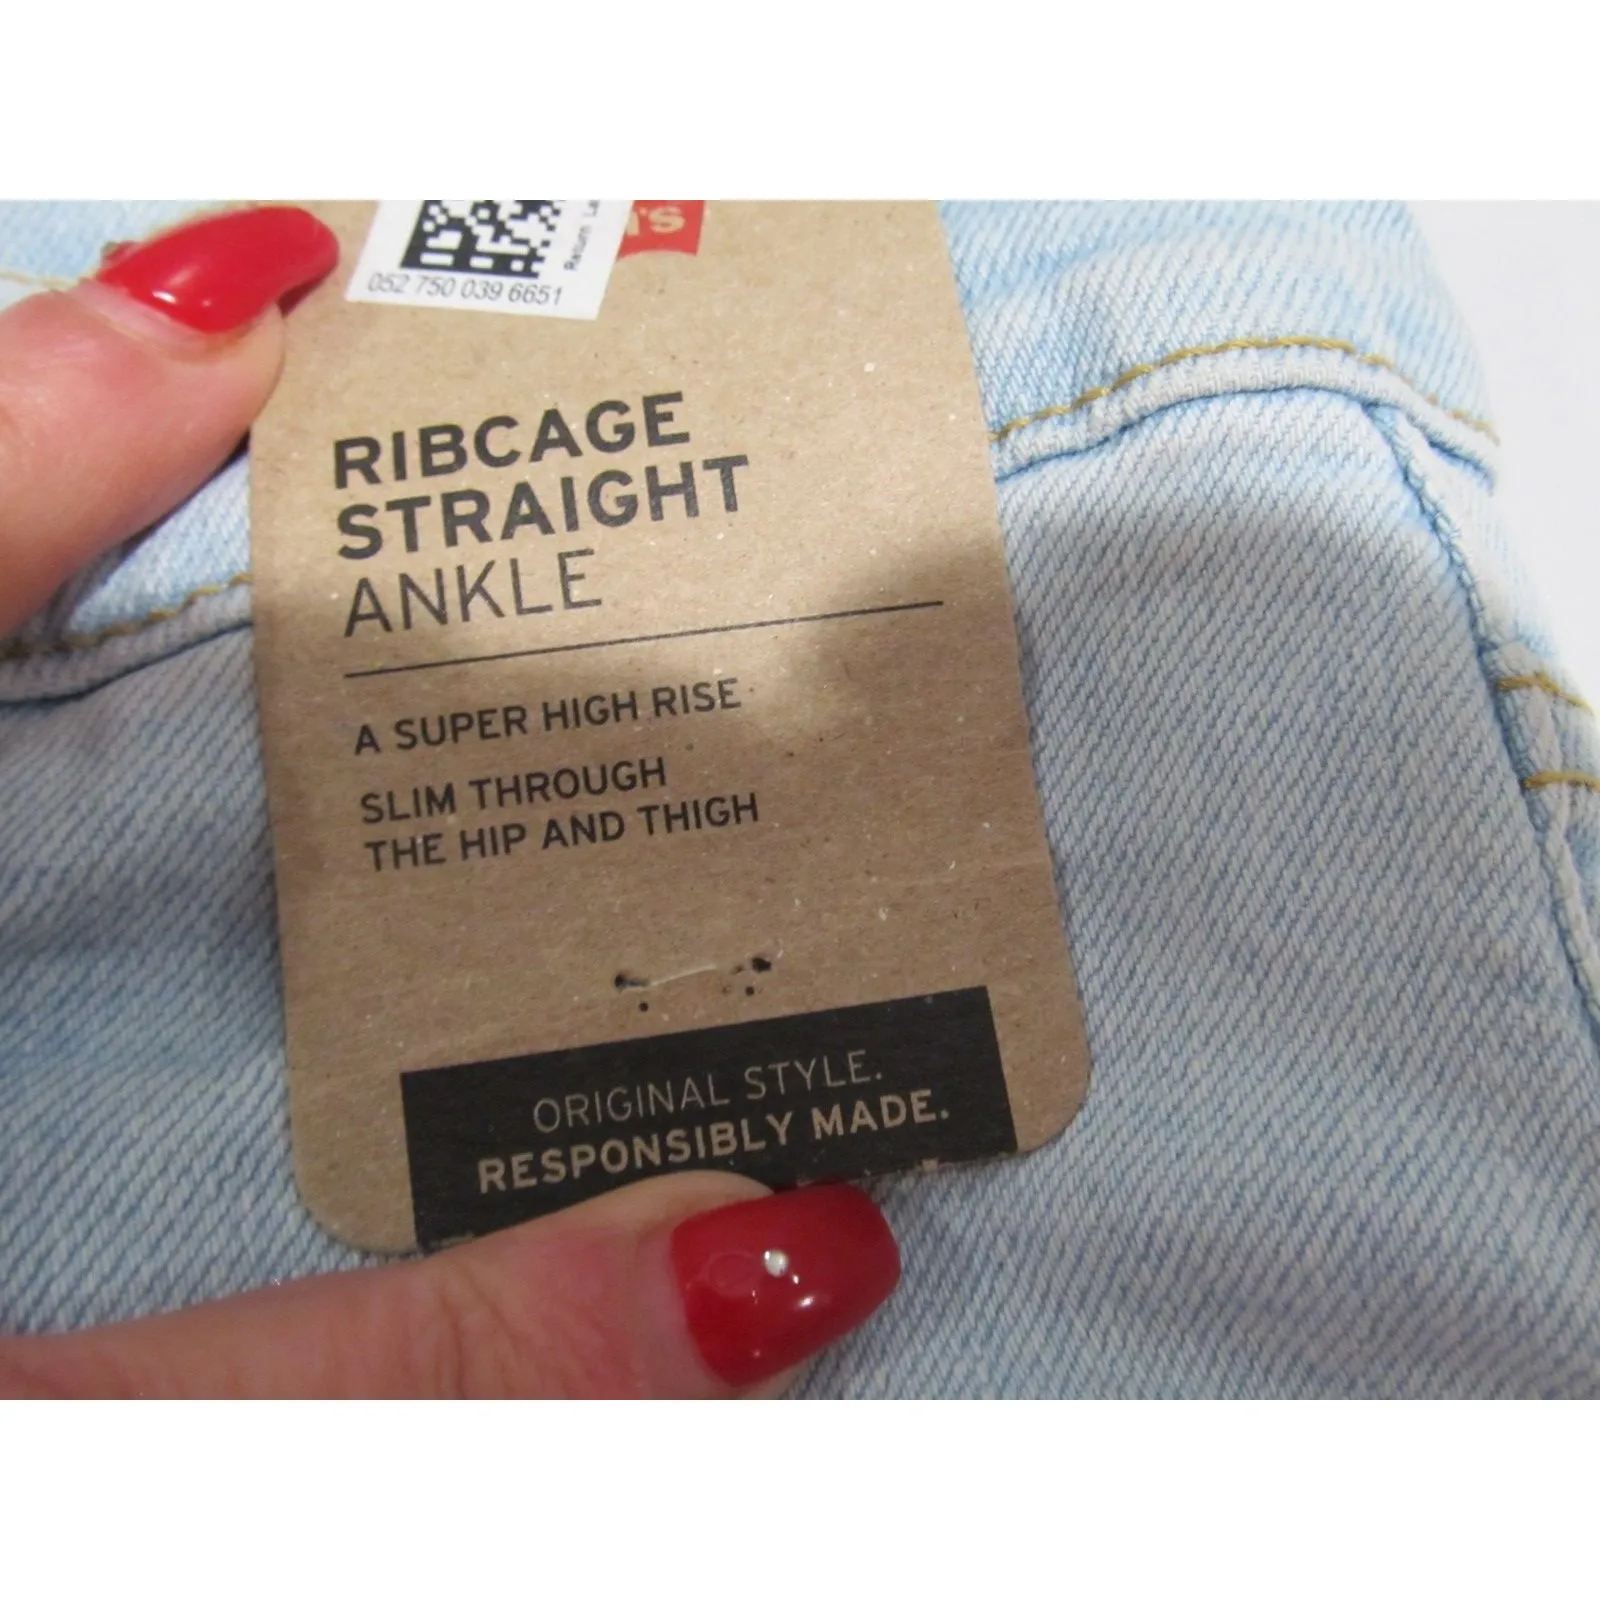 's
Return
052 750 039 6651
RIBCAGE
STRAIGHT
ANKLE
A SUPER HIGH RISE
SLIM THROUGH
THE HIP AND THIGH
ORIGINAL STYLE.
RESPONSIBLY MADE.